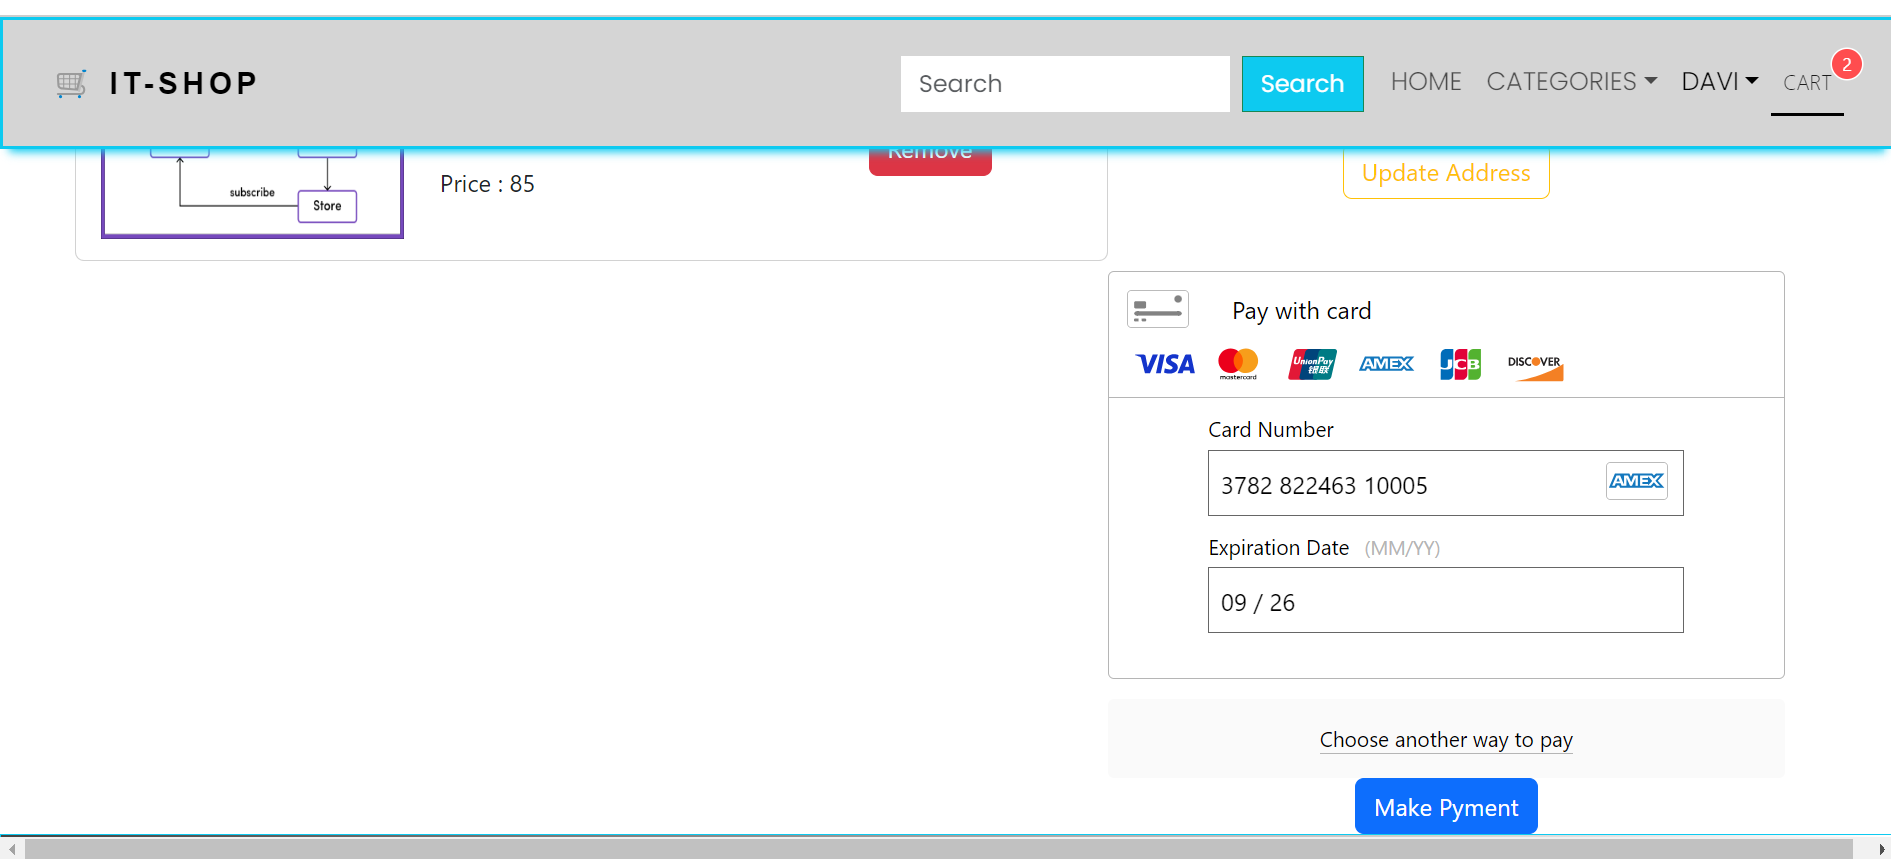 IT-SHOP
Search
Search
HOME
CATEGORIES
DAVI
CART
2
Remove
Price : 85
subscribe
Store
Update Address
Pay with card
VISA
mastercard
UnionPay
银联
AMEX
JCB
DISCOVER
Card Number
3782 822463 10005
AMEX
Expiration Date (MM/YY)
09 / 26
Choose another way to pay
Make Pyment